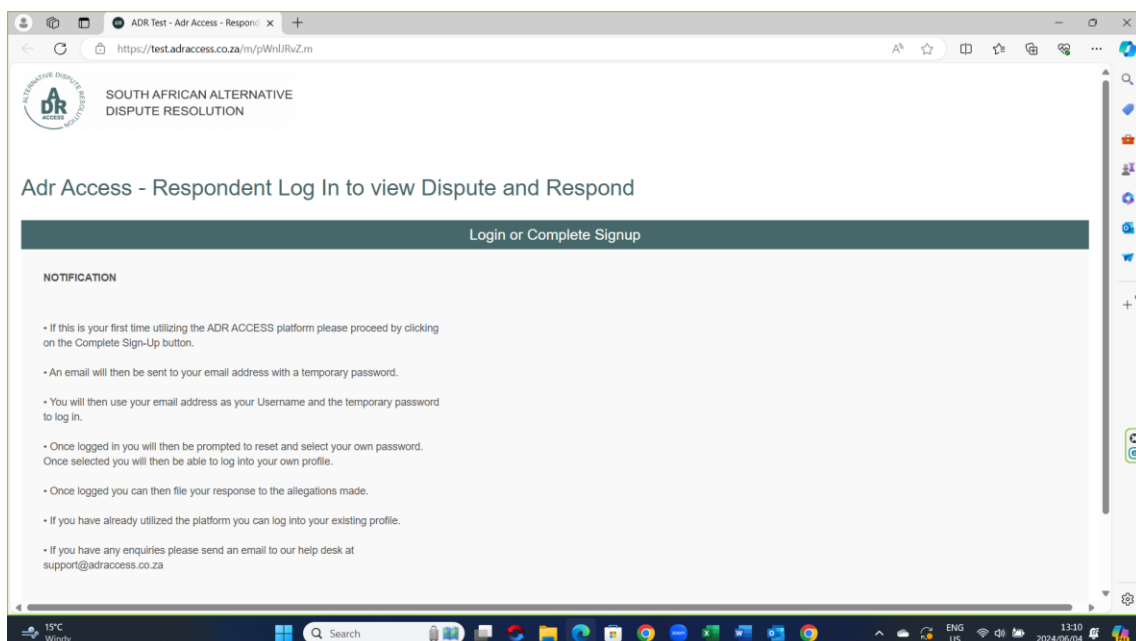 ADR Test - Adr Access - Respond
https://test.adraccess.co.za/m/pWnlJRvZ.m
ALTERNATIVE DISPUTE RESOLUTION
ADR
ACCESS
SOUTH AFRICAN ALTERNATIVE
DISPUTE RESOLUTION
Adr Access - Respondent Log In to view Dispute and Respond
Login or Complete Signup
NOTIFICATION
• If this is your first time utilizing the ADR ACCESS platform please proceed by clicking
on the Complete Sign-Up button.
• An email will then be sent to your email address with a temporary password.
• You will then use your email address as your Username and the temporary password
to log in.
• Once logged in you will then be prompted to reset and select your own password.
Once selected you will then be able to log into your own profile.
• Once logged you can then file your response to the allegations made.
• If you have already utilized the platform you can log into your existing profile.
• If you have any enquiries please send an email to our help desk at
support@adraccess.co.za
15°C
Windy
Search
ENG
US
13:10
2024/06/04